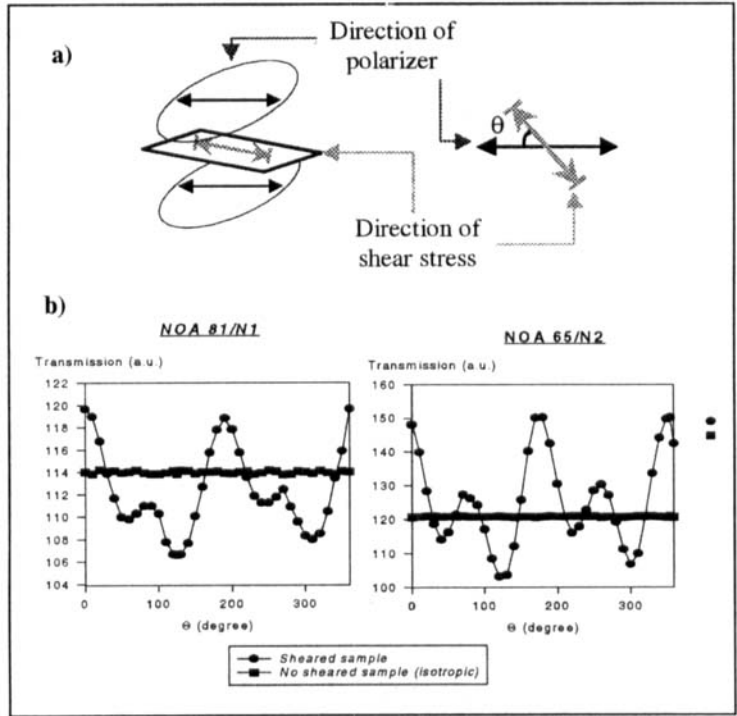 a)
Direction of
polarizer
θ
Direction of
shear stress
b)
NOA 81/N1
NOA 65/N2
Transmission (a.u.)
Transmission (a.u.)
122
120
118
116
114
112
110
108
106
104
0
100
200
300
Θ (degree)
160
150
140
130
120
110
100
0
100
200
300
Θ (degree)
Sheared sample
No sheared sample (isotropic)